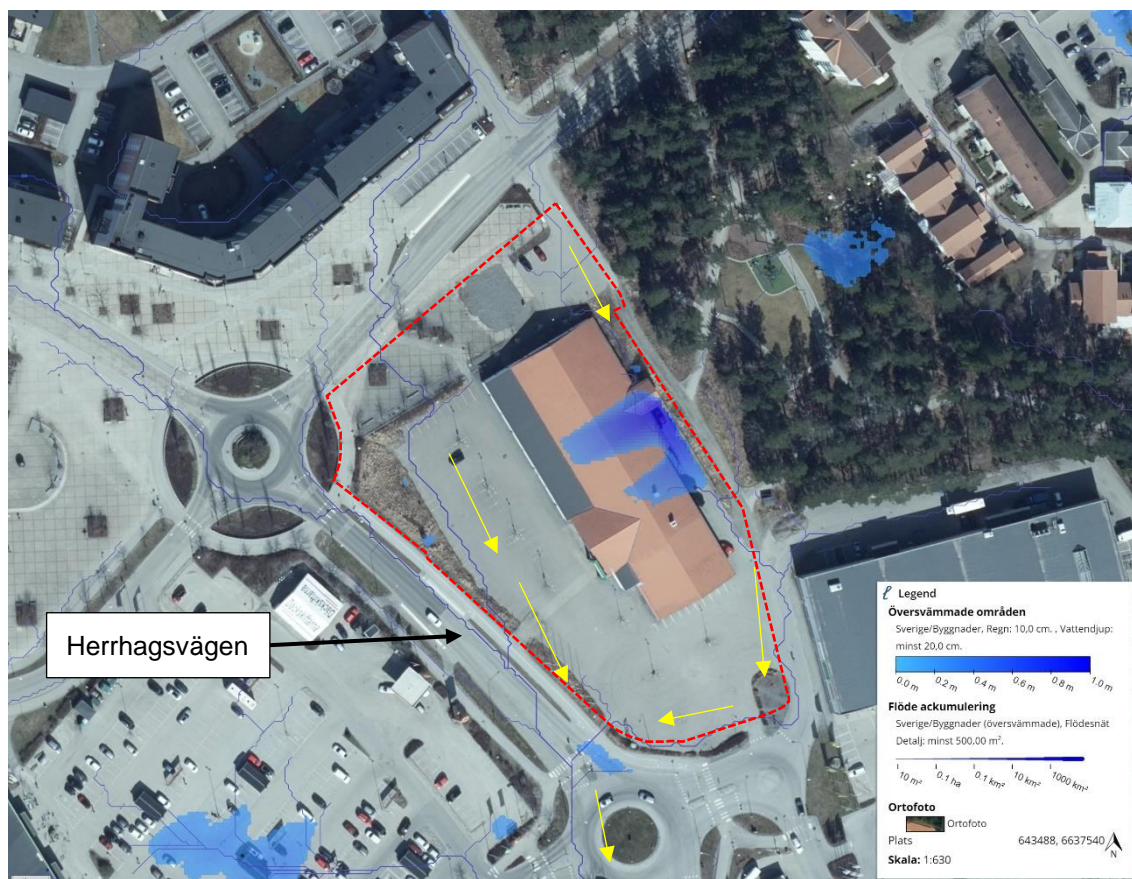 Herrhagsvägen
Legend
Översvämmade områden
Sverige/Byggnader, Regn: 10,0 cm. , Vattendjup:
minst 20,0 cm.
0.0 m 0.2 m 0.4 m 0.6 m 0.8 m 1.0 m
Flöde ackumulering
Sverige/Byggnader (översvämmade), Flödesnät
Detalj: minst 500,00 m².
10 m² 0.1 ha 0.1 km² 10 km² 1000 km²
Ortofoto
Ortofoto
Plats 643488, 6637540
Skala: 1:630
N